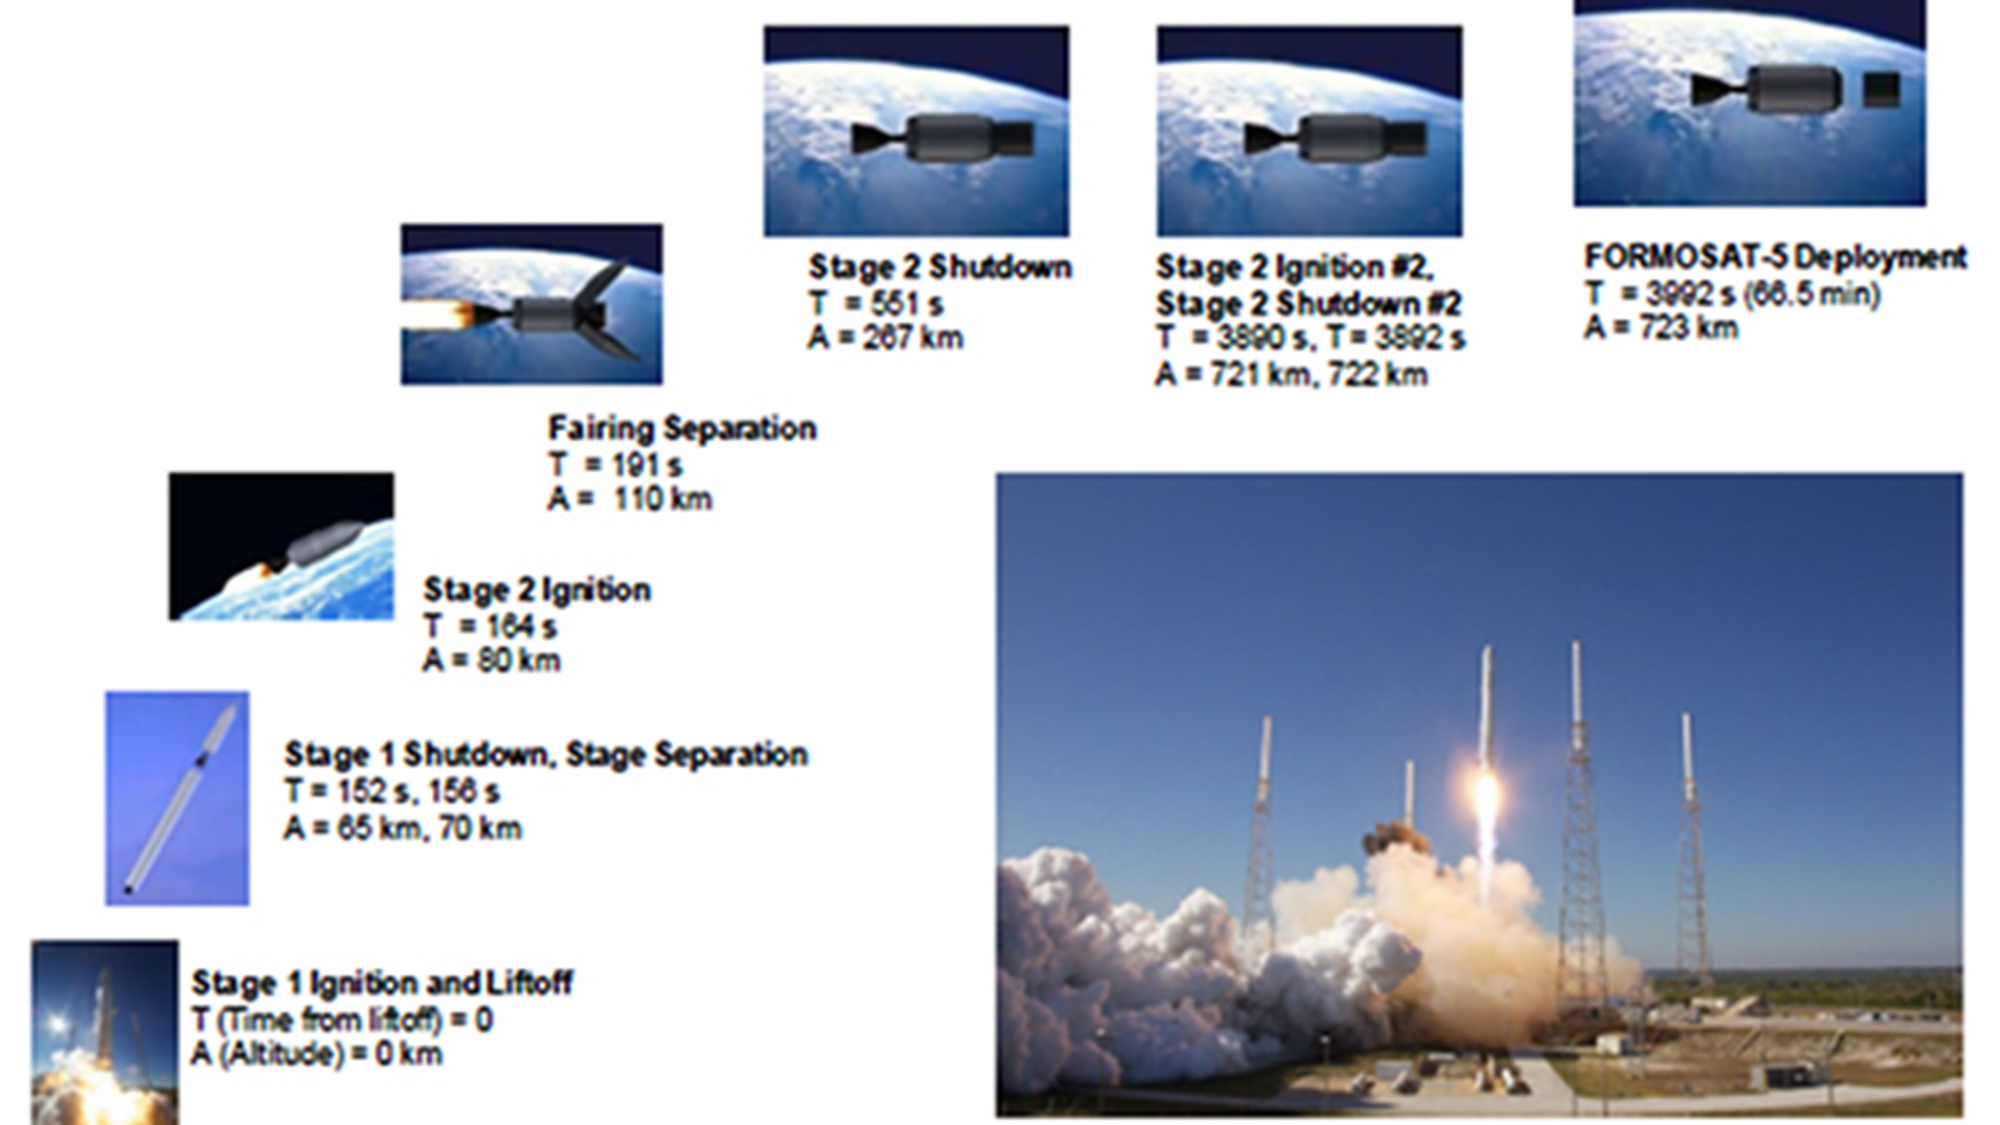 Stage 2 Shutdown
T = 551 s
A = 267 km
Stage 2 Ignition #2,
Stage 2 Shutdown #2
T = 3890 s, T = 3892 s
A = 721 km, 722 km
FORMOSAT-5 Deployment
T = 3992 s (66.5 min)
A = 723 km
Fairing Separation
T = 191 s
A = 110 km
Stage 2 Ignition
T = 164 s
A = 80 km
Stage 1 Shutdown, Stage Separation
T = 152 s, 156 s
A = 65 km, 70 km
Stage 1 Ignition and Liftoff
T (Time from liftoff) = 0
A (Altitude) = 0 km